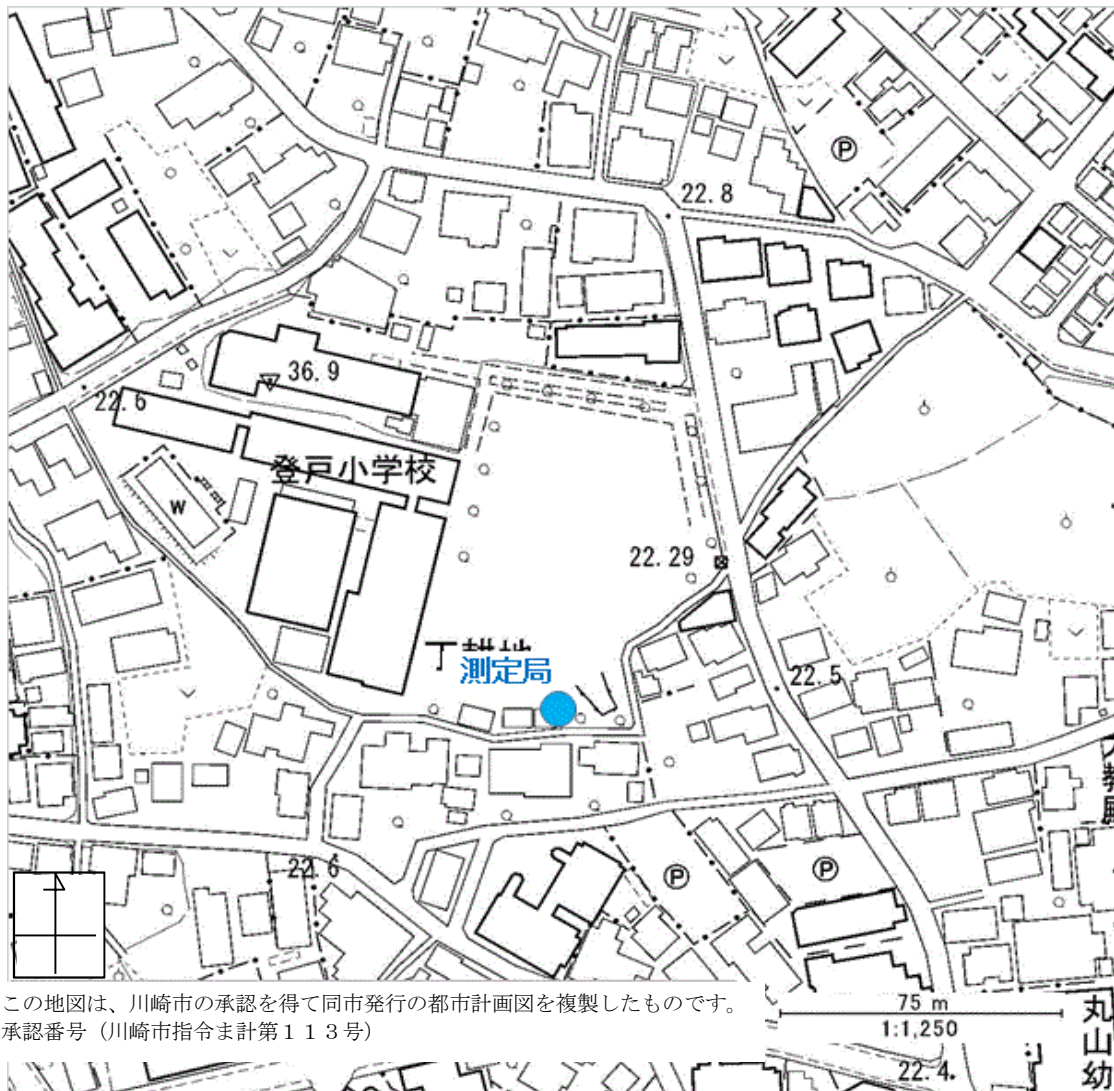 22.8
Ⓟ
36.9
22.6
登戸小学校
W
22.29
測定局
22.5
22.6
Ⓟ
Ⓟ
この地図は、川崎市の承認を得て同市発行の都市計画図を複製したものです。
承認番号（川崎市指令ま計第１１３号）
75 m
1:1,250
丸山幼
22.4